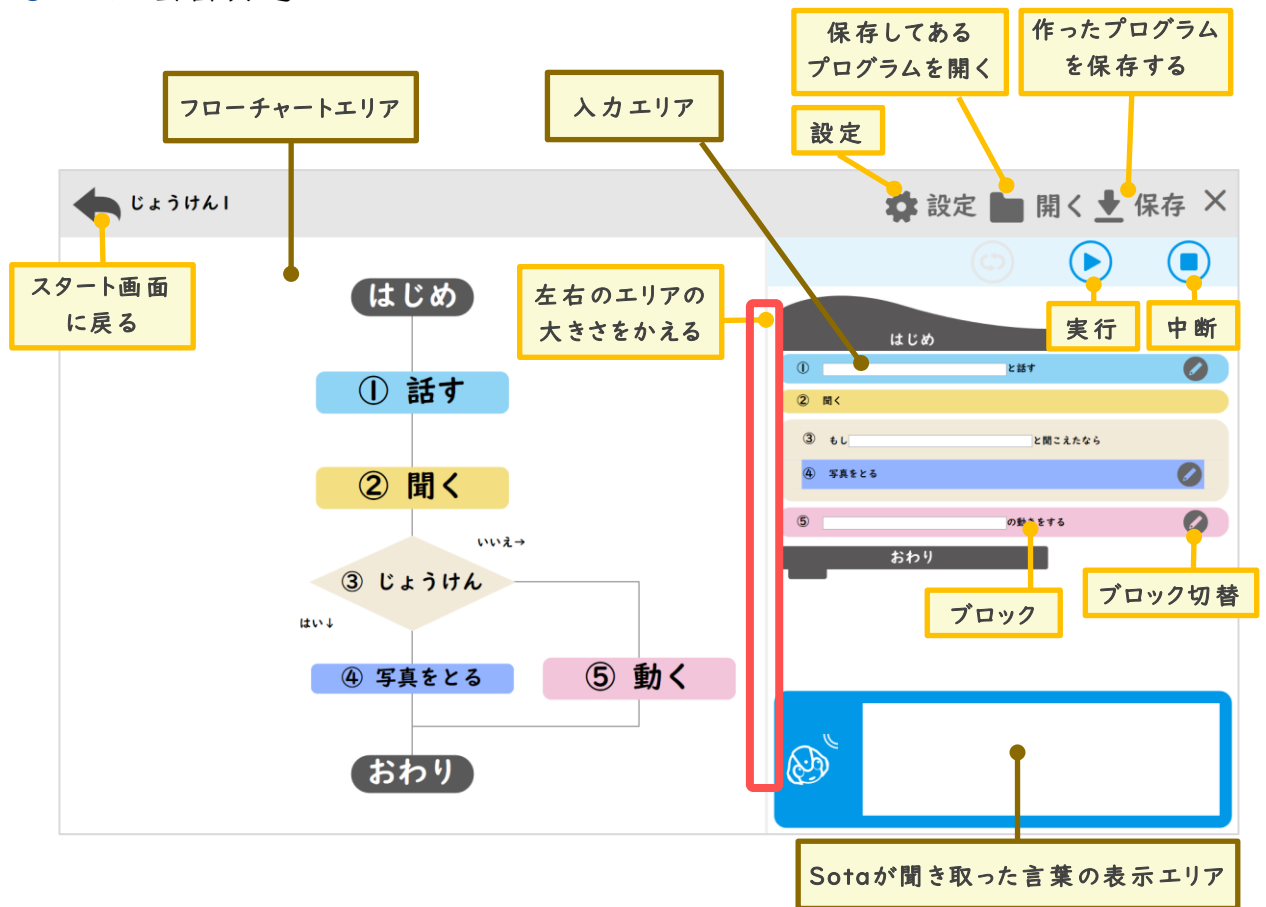 保存してある
プログラムを開く
作ったプログラム
を保存する
フローチャートエリア
入力エリア
設定
じょうけん1
設定
開く
保存
スタート画面
に戻る
左右のエリアの
大きさをかえる
実行
中断
はじめ
① 話す
② 聞く
いいえ→
③ じょうけん
はい↓
④ 写真をとる
⑤ 動く
おわり
はじめ
① と話す
② 聞く
③ もし と聞こえたなら
④ 写真をとる
⑤ の動きをする
おわり
ブロック
ブロック切替
Sotaが聞き取った言葉の表示エリア